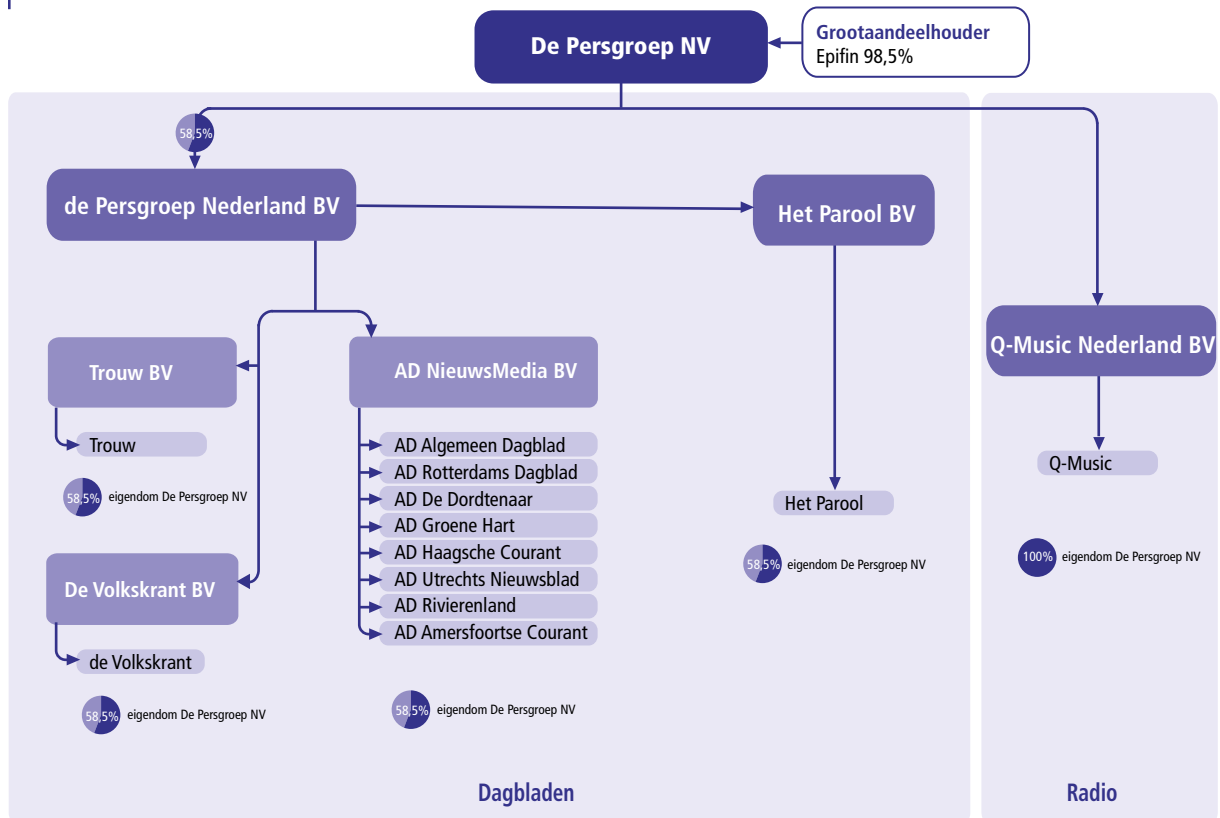 De Persgroep NV
Grootaandeelhouder
Epifin 98,5%
58,5%
de Persgroep Nederland BV
Het Parool BV
Q-Music Nederland BV
Trouw BV
AD NieuwsMedia BV
Trouw
58,5% eigendom De Persgroep NV
De Volkskrant BV
de Volkskrant
58,5% eigendom De Persgroep NV
AD Algemeen Dagblad
AD Rotterdams Dagblad
AD De Dordtenaar
AD Groene Hart
AD Haagsche Courant
AD Utrechts Nieuwsblad
AD Rivierenland
AD Amersfoortse Courant
58,5% eigendom De Persgroep NV
Het Parool
58,5% eigendom De Persgroep NV
Q-Music
100% eigendom De Persgroep NV
Dagbladen
Radio